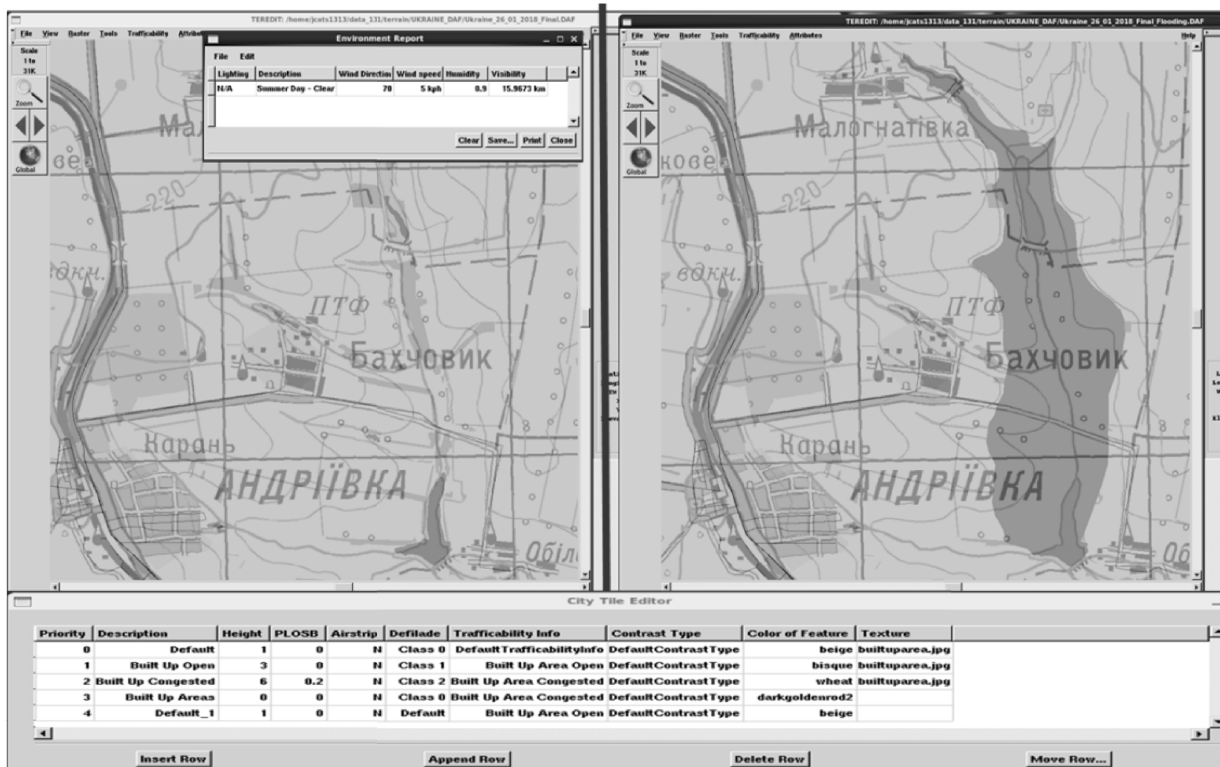 TEREDIT: /home/jcats1313/data_131/terrain/UKRAINE_DAF/Ukraine_26_01_2018_Final.DAF
File View Raster Tools Trafficability
Scale
1 to
31K
Zoom
Global
Environment Report
File Edit
Lighting Description Wind Direction Wind speed Humidity Visibility
N/A Summer Day - Clear 70 5 kph 0.9 15.9673 km
Clear Save... Print Close
220
вдкн.
ПТФ
Бахчовик
Карань
АНДРІЇВКА
TEREDIT: /home/jcats1313/data_131/terrain/UKRAINE_DAF/Ukraine_26_01_2018_Final_Flooding.DAF
File View Raster Tools Trafficability Attributes Help
Scale
1 to
31K
Zoom
Global
Малогнатівка
220
вдкн.
ПТФ
Бахчовик
Карань
АНДРІЇВКА
City Tile Editor
Priority Description Height PLOSB Airstrip Defilade Trafficability Info Contrast Type Color of Feature Texture
0 Default 1 0 N Class 0 DefaultTrafficabilityInfo DefaultContrastType beige builtuparea.jpg
1 Built Up Open 3 0 N Class 1 Built Up Area Open DefaultContrastType bisque builtuparea.jpg
2 Built Up Congested 6 0.2 N Class 2 Built Up Area Congested DefaultContrastType wheat builtuparea.jpg
3 Built Up Areas 0 0 N Class 0 Built Up Area Congested DefaultContrastType darkgoldenrod2
4 Default_1 1 0 N Default Built Up Area Open DefaultContrastType beige
Insert Row Append Row Delete Row Move Row...